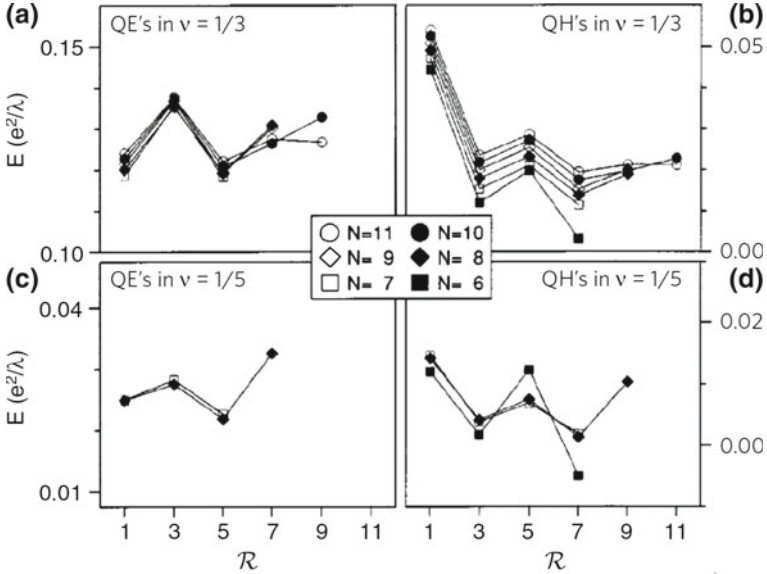 (a) QE's in ν = 1/3
QH's in ν = 1/3 (b)
0.15
0.05
E (e²/λ)
0.10
0.00
N=11 N=10
N= 9 N= 8
N= 7 N= 6
(c) QE's in ν = 1/5
QH's in ν = 1/5 (d)
0.04
0.02
E (e²/λ)
0.00
0.01
1 3 5 7 9 11
1 3 5 7 9 11
R
R